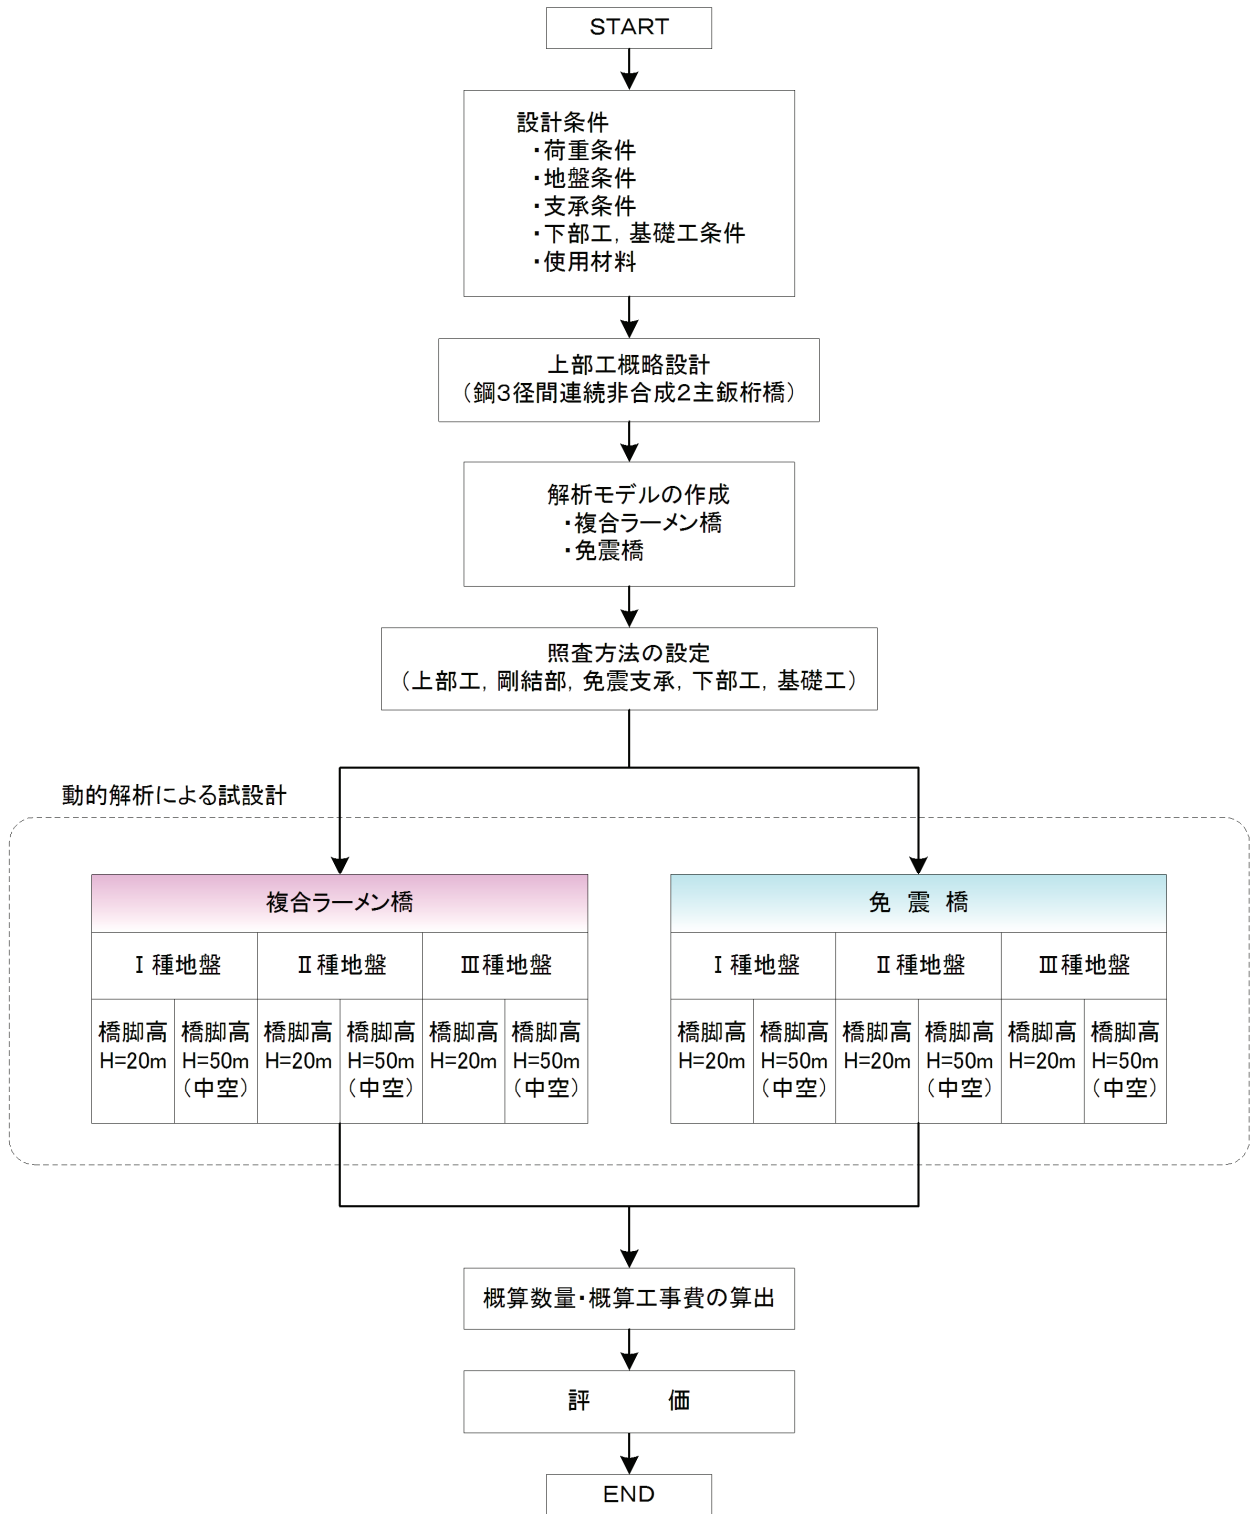 START
設計条件
・荷重条件
・地盤条件
・支承条件
・下部工，基礎工条件
・使用材料
上部工概略設計
（鋼３径間連続非合成２主鈑桁橋）
解析モデルの作成
・複合ラーメン橋
・免震橋
照査方法の設定
（上部工，剛結部，免震支承，下部工，基礎工）
動的解析による試設計
複合ラーメン橋
Ⅰ種地盤 Ⅱ種地盤 Ⅲ種地盤
橋脚高 橋脚高 橋脚高 橋脚高 橋脚高 橋脚高
H=20m H=50m H=20m H=50m H=20m H=50m
（中空） （中空） （中空）
免 震 橋
Ⅰ種地盤 Ⅱ種地盤 Ⅲ種地盤
橋脚高 橋脚高 橋脚高 橋脚高 橋脚高 橋脚高
H=20m H=50m H=20m H=50m H=20m H=50m
（中空） （中空） （中空）
概算数量・概算工事費の算出
評 価
END